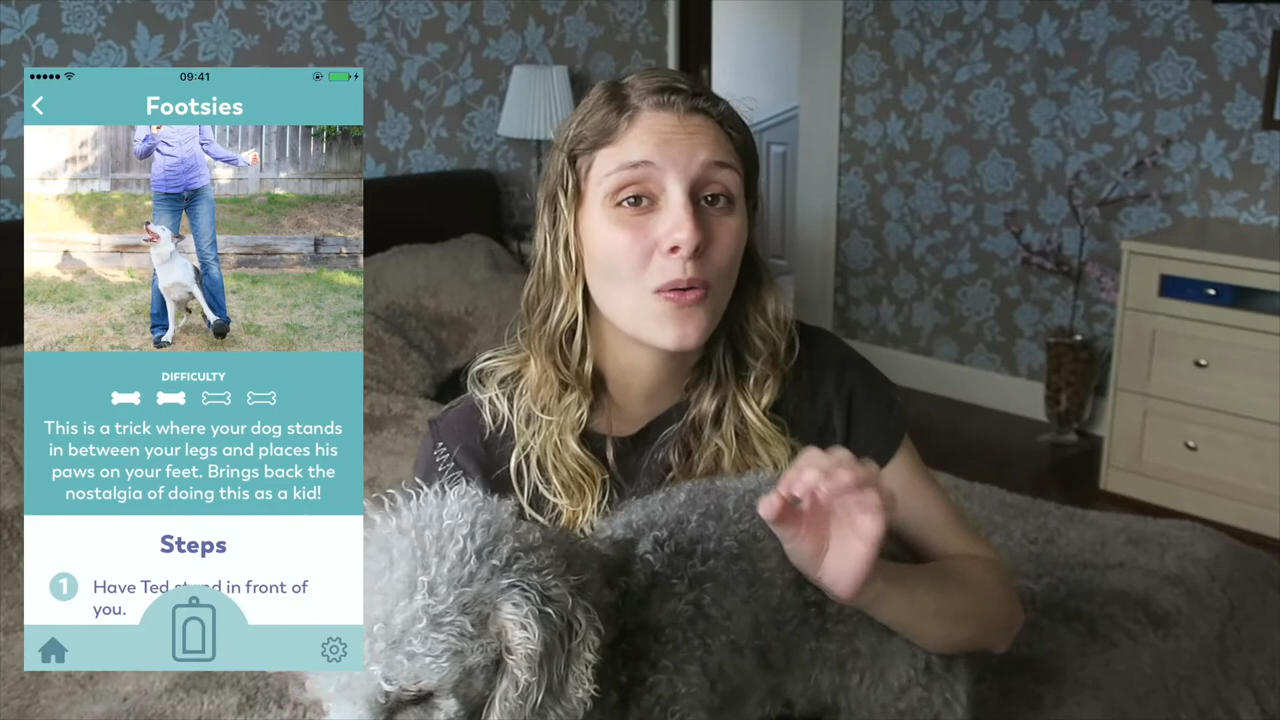 09:41
Footsies
DIFFICULTY
This is a trick where your dog stands
in between your legs and places his
paws on your feet. Brings back the
nostalgia of doing this as a kid!
Steps
1 Have Ted stand in front of
you.